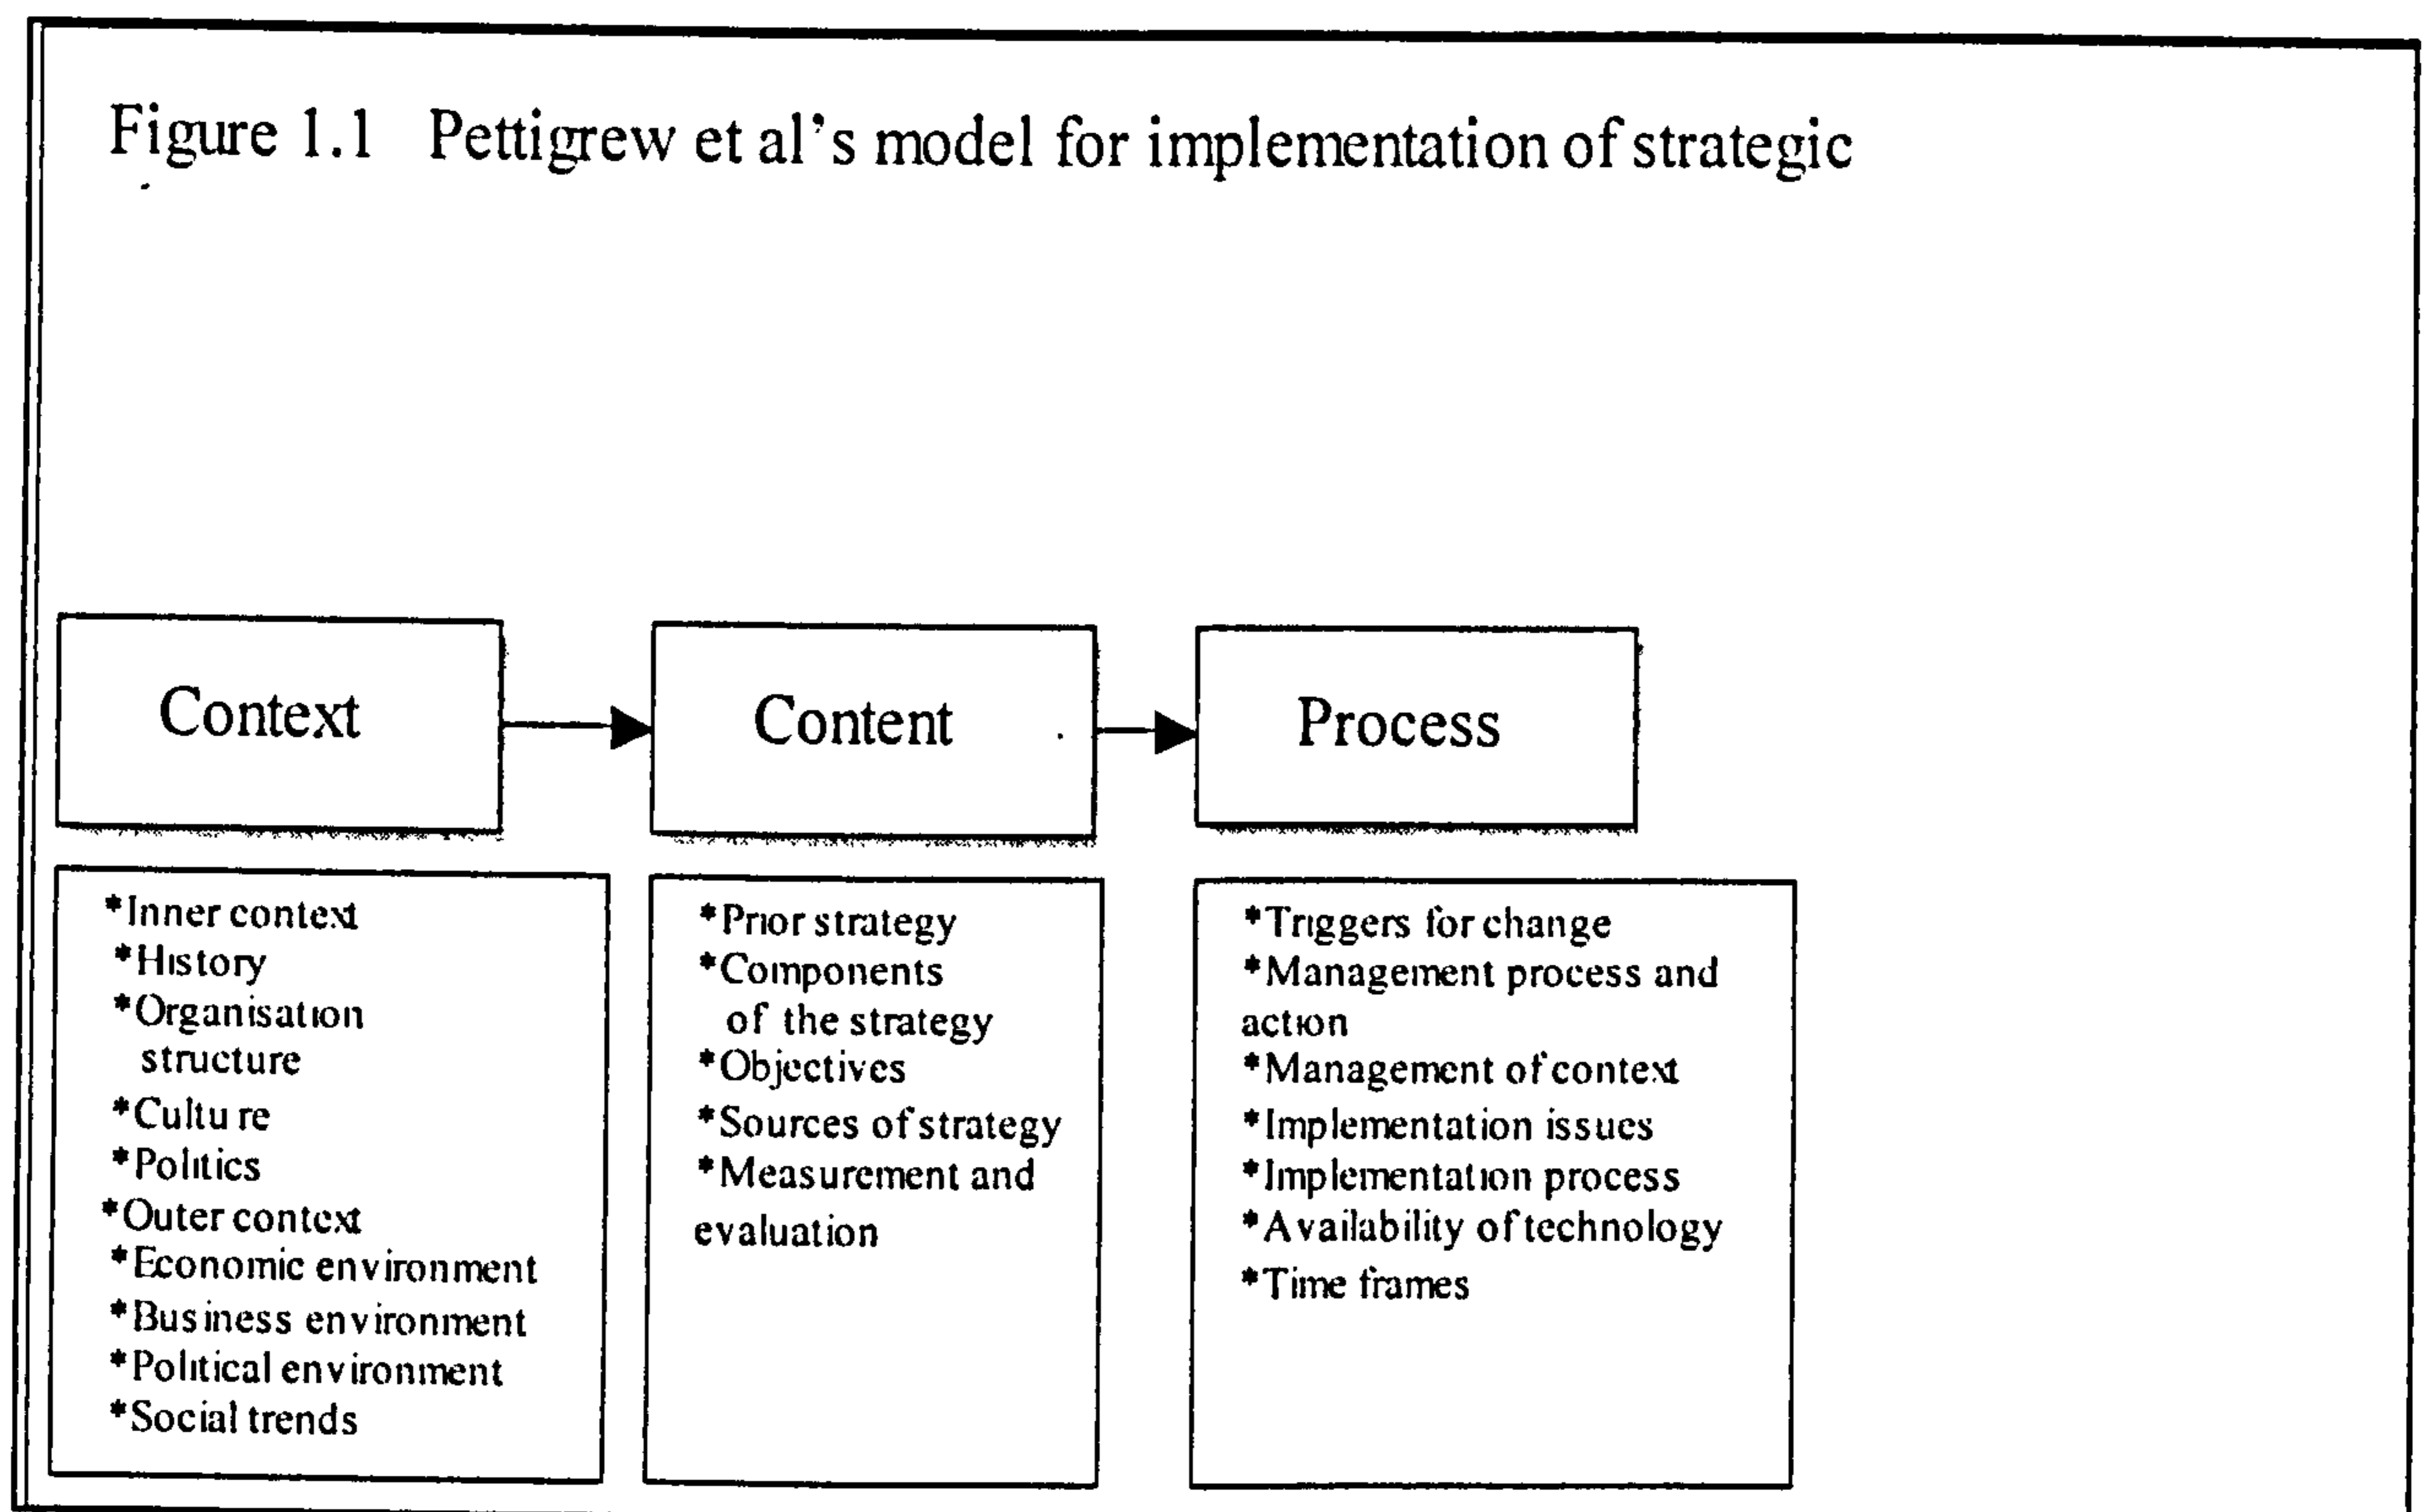 Figure 1.1 Pettigrew et al's model for implementation of strategic
Context
Content
Process
*Inner context
*History
*Organisation
structure
*Culture
*Politics
*Outer context
*Economic environment
*Business environment
*Political environment
*Social trends
*Prior strategy
*Components
of the strategy
*Objectives
*Sources of strategy
*Measurement and
evaluation
*Triggers for change
*Management process and
action
*Management of context
*Implementation issues
*Implementation process
*Availability of technology
*Time frames